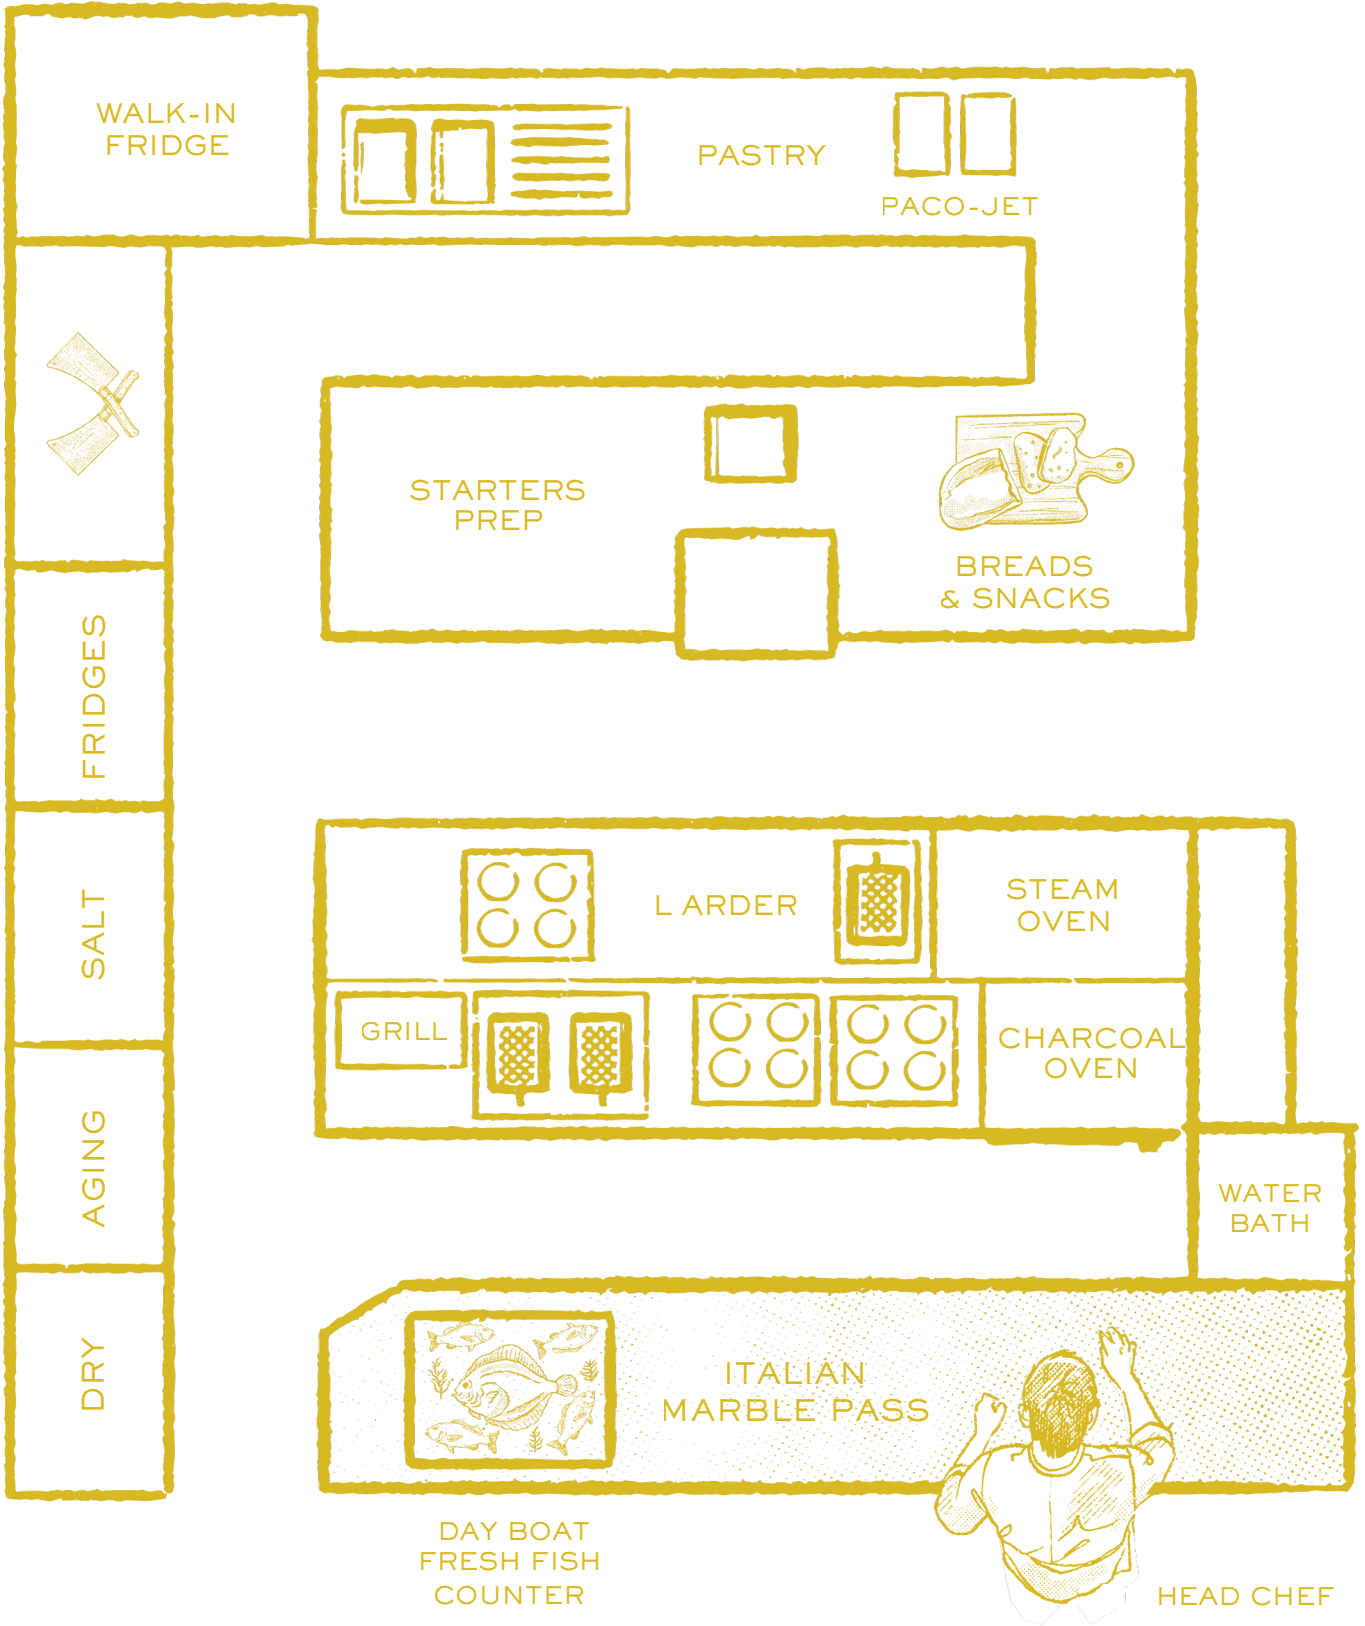 WALK-IN
FRIDGE
PASTRY
PACO-JET
STARTERS
PREP
BREADS
& SNACKS
FRIDGES
SALT
AGING
DRY
LARDER
STEAM
OVEN
GRILL
CHARCOAL
OVEN
WATER
BATH
ITALIAN
MARBLE PASS
DAY BOAT
FRESH FISH
COUNTER
HEAD CHEF